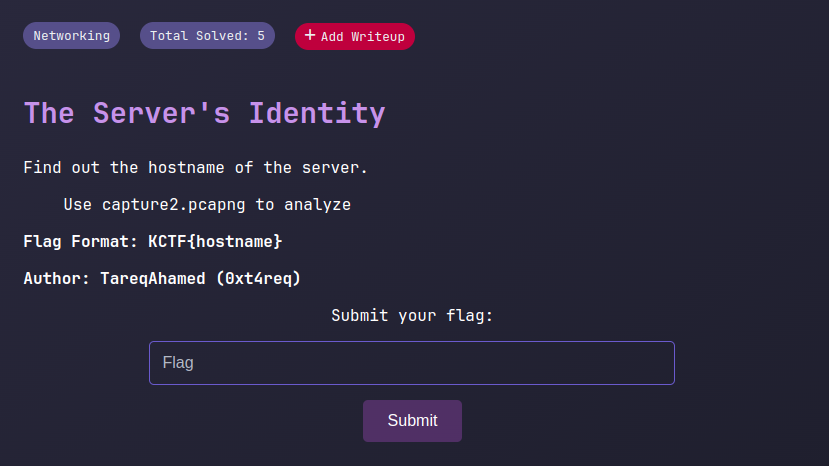 Networking
Total Solved: 5
+ Add Writeup
The Server's Identity
Find out the hostname of the server.
Use capture2.pcapng to analyze
Flag Format: KCTF{hostname}
Author: TareqAhamed (0xt4req)
Submit your flag:
Flag
Submit